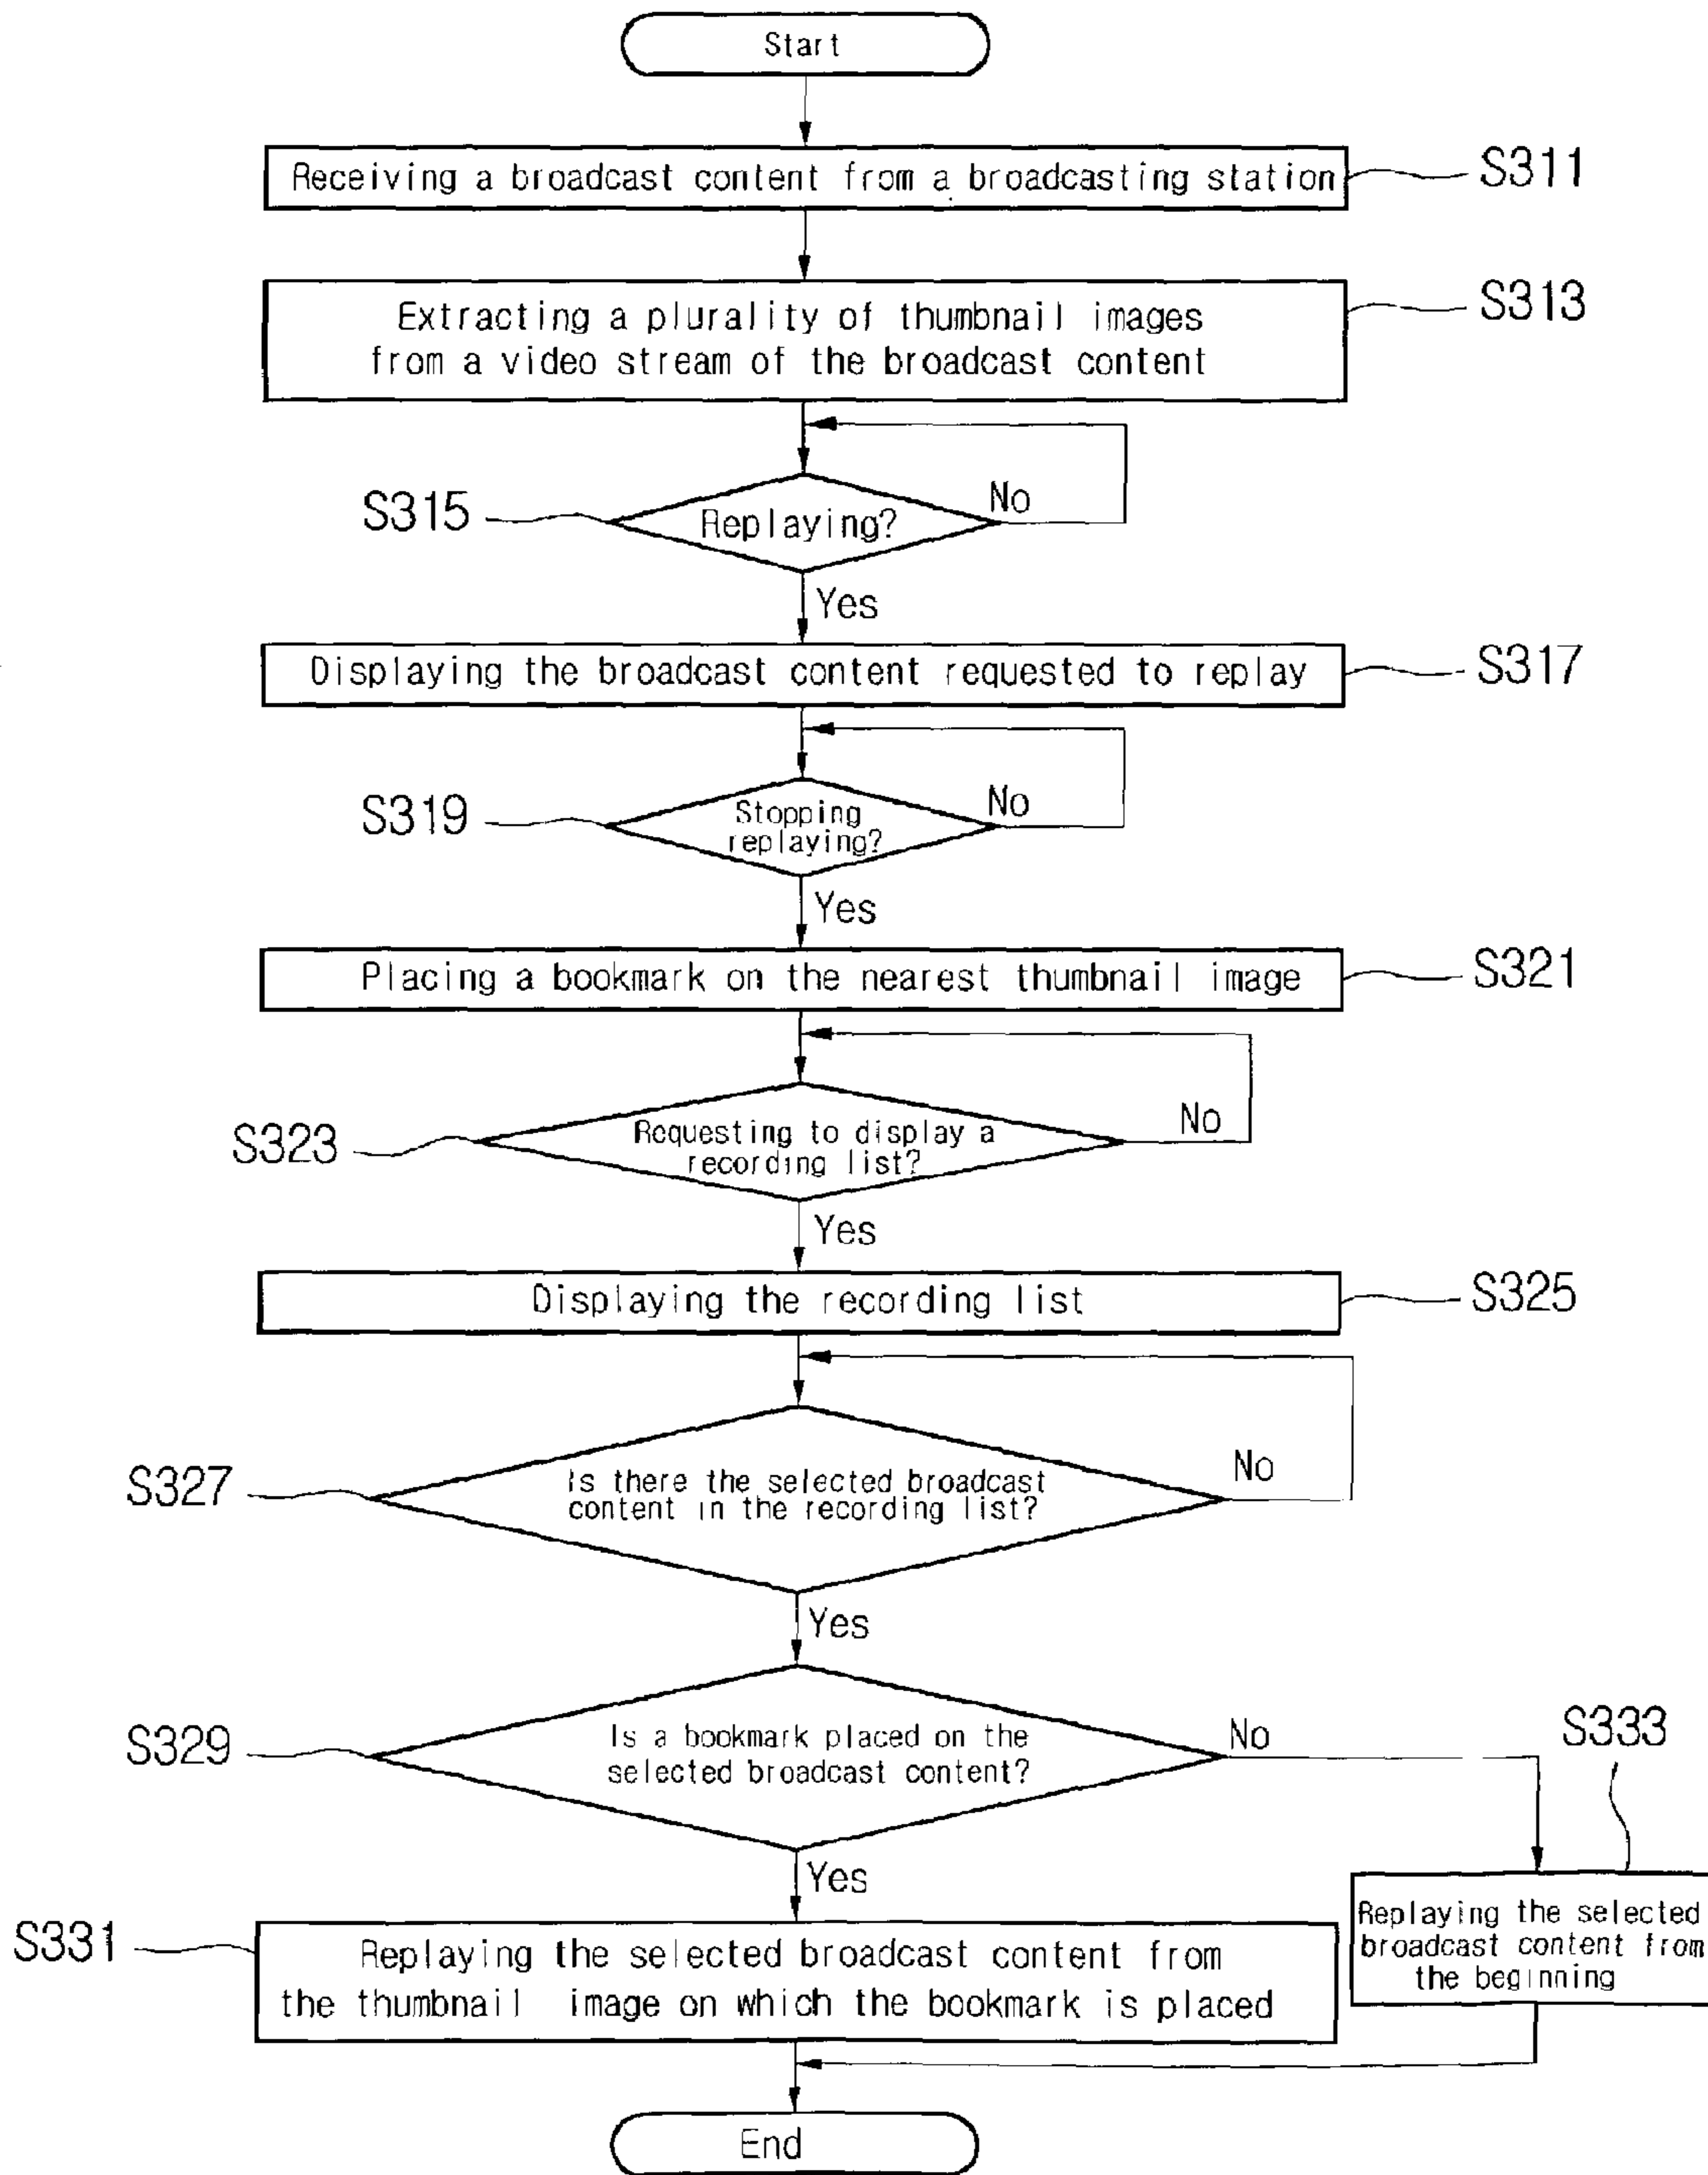 Start
Receiving a broadcast content from a broadcasting station
S311
Extracting a plurality of thumbnail images
from a video stream of the broadcast content
S313
S315
Replaying?
No
Yes
Displaying the broadcast content requested to replay
S317
S319
Stopping
replaying?
No
Yes
Placing a bookmark on the nearest thumbnail image
S321
S323
Requesting to display a
recording list?
No
Yes
Displaying the recording list
S325
S327
Is there the selected broadcast
content in the recording list?
No
Yes
S329
Is a bookmark placed on the
selected broadcast content?
No
S333
Yes
S331
Replaying the selected broadcast content from
the thumbnail image on which the bookmark is placed
Replaying the selected
broadcast content from
the beginning
End